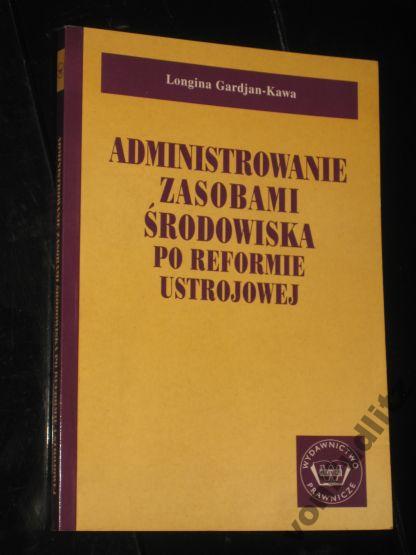 Longina Gardjan-Kawa
ADMINISTROWANIE
ZASOBAMI
ŚRODOWISKA
PO REFORMIE
USTROJOWEJ
WYDAWNICTWO
PRAWNICZE